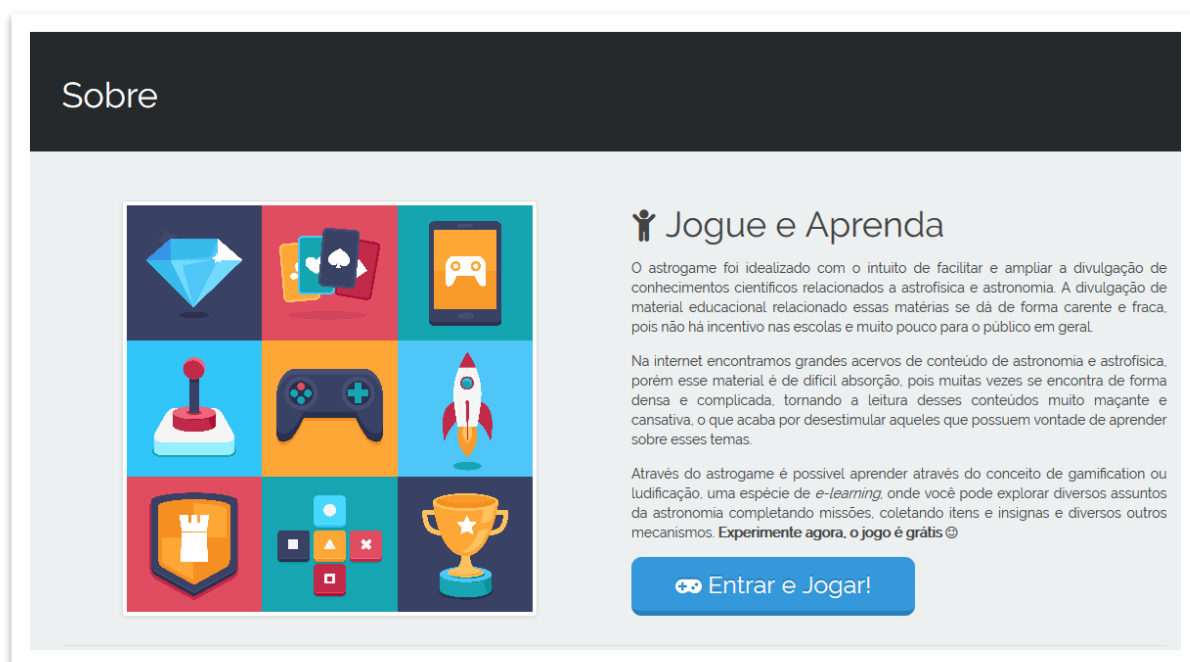 Sobre
Jogue e Aprenda
O astrogame foi idealizado com o intuito de facilitar e ampliar a divulgação de
conhecimentos científicos relacionados a astrofísica e astronomia. A divulgação de
material educacional relacionado essas matérias se dá de forma carente e fraca,
pois não há incentivo nas escolas e muito pouco para o público em geral.
Na internet encontramos grandes acervos de conteúdo de astronomia e astrofísica,
porém esse material é de difícil absorção, pois muitas vezes se encontra de forma
densa e complicada, tornando a leitura desses conteúdos muito maçante e
cansativa, o que acaba por desestimular aqueles que possuem vontade de aprender
sobre esses temas.
Através do astrogame é possível aprender através do conceito de gamification ou
ludificação, uma espécie de e-learning, onde você pode explorar diversos assuntos
da astronomia completando missões, coletando itens e insignas e diversos outros
mecanismos. Experimente agora, o jogo é grátis
Entrar e Jogar!